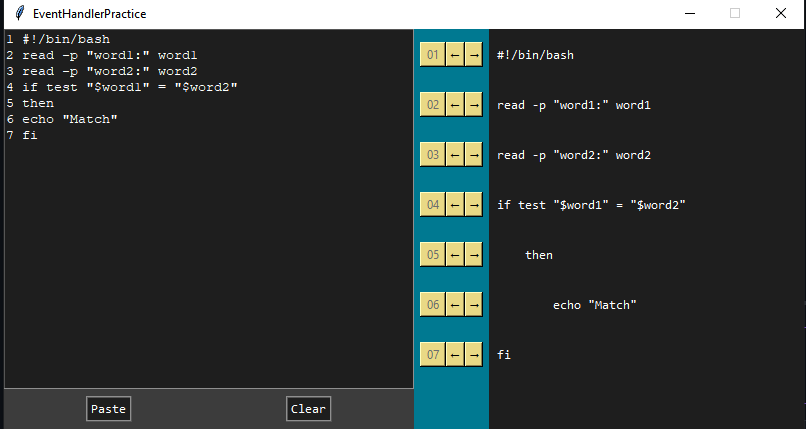 EventHandlerPractice
1 #!/bin/bash
2 read -p "word1:" word1
3 read -p "word2:" word2
4 if test "$word1" = "$word2"
5 then
6 echo "Match"
7 fi
Paste Clear
01 ← → #!/bin/bash
02 ← → read -p "word1:" word1
03 ← → read -p "word2:" word2
04 ← → if test "$word1" = "$word2"
05 ← → then
06 ← → echo "Match"
07 ← → fi